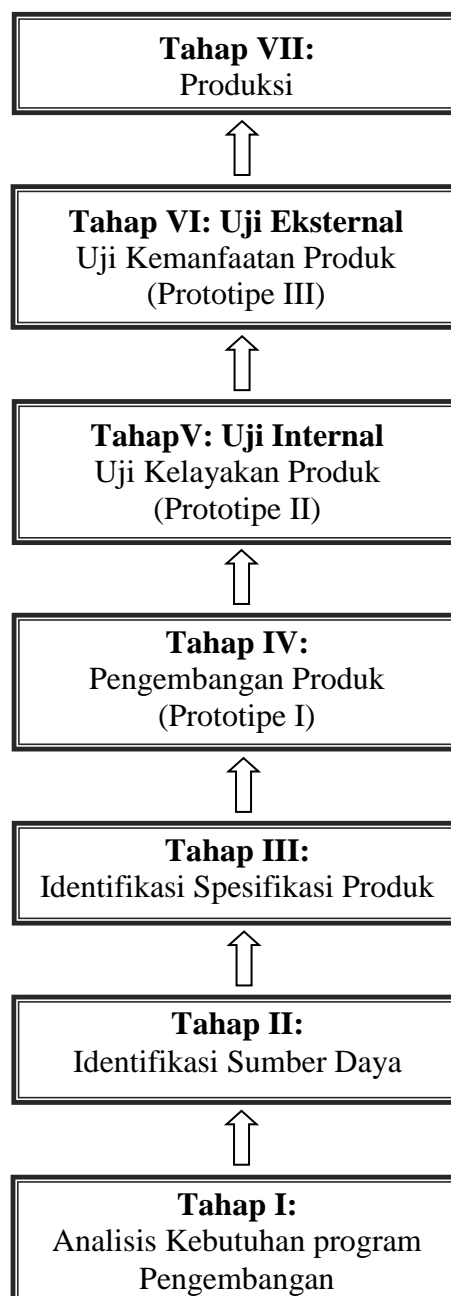 Tahap VII:
Produksi
Tahap VI: Uji Eksternal
Uji Kemanfaatan Produk
(Prototipe III)
TahapV: Uji Internal
Uji Kelayakan Produk
(Prototipe II)
Tahap IV:
Pengembangan Produk
(Prototipe I)
Tahap III:
Identifikasi Spesifikasi Produk
Tahap II:
Identifikasi Sumber Daya
Tahap I:
Analisis Kebutuhan program
Pengembangan